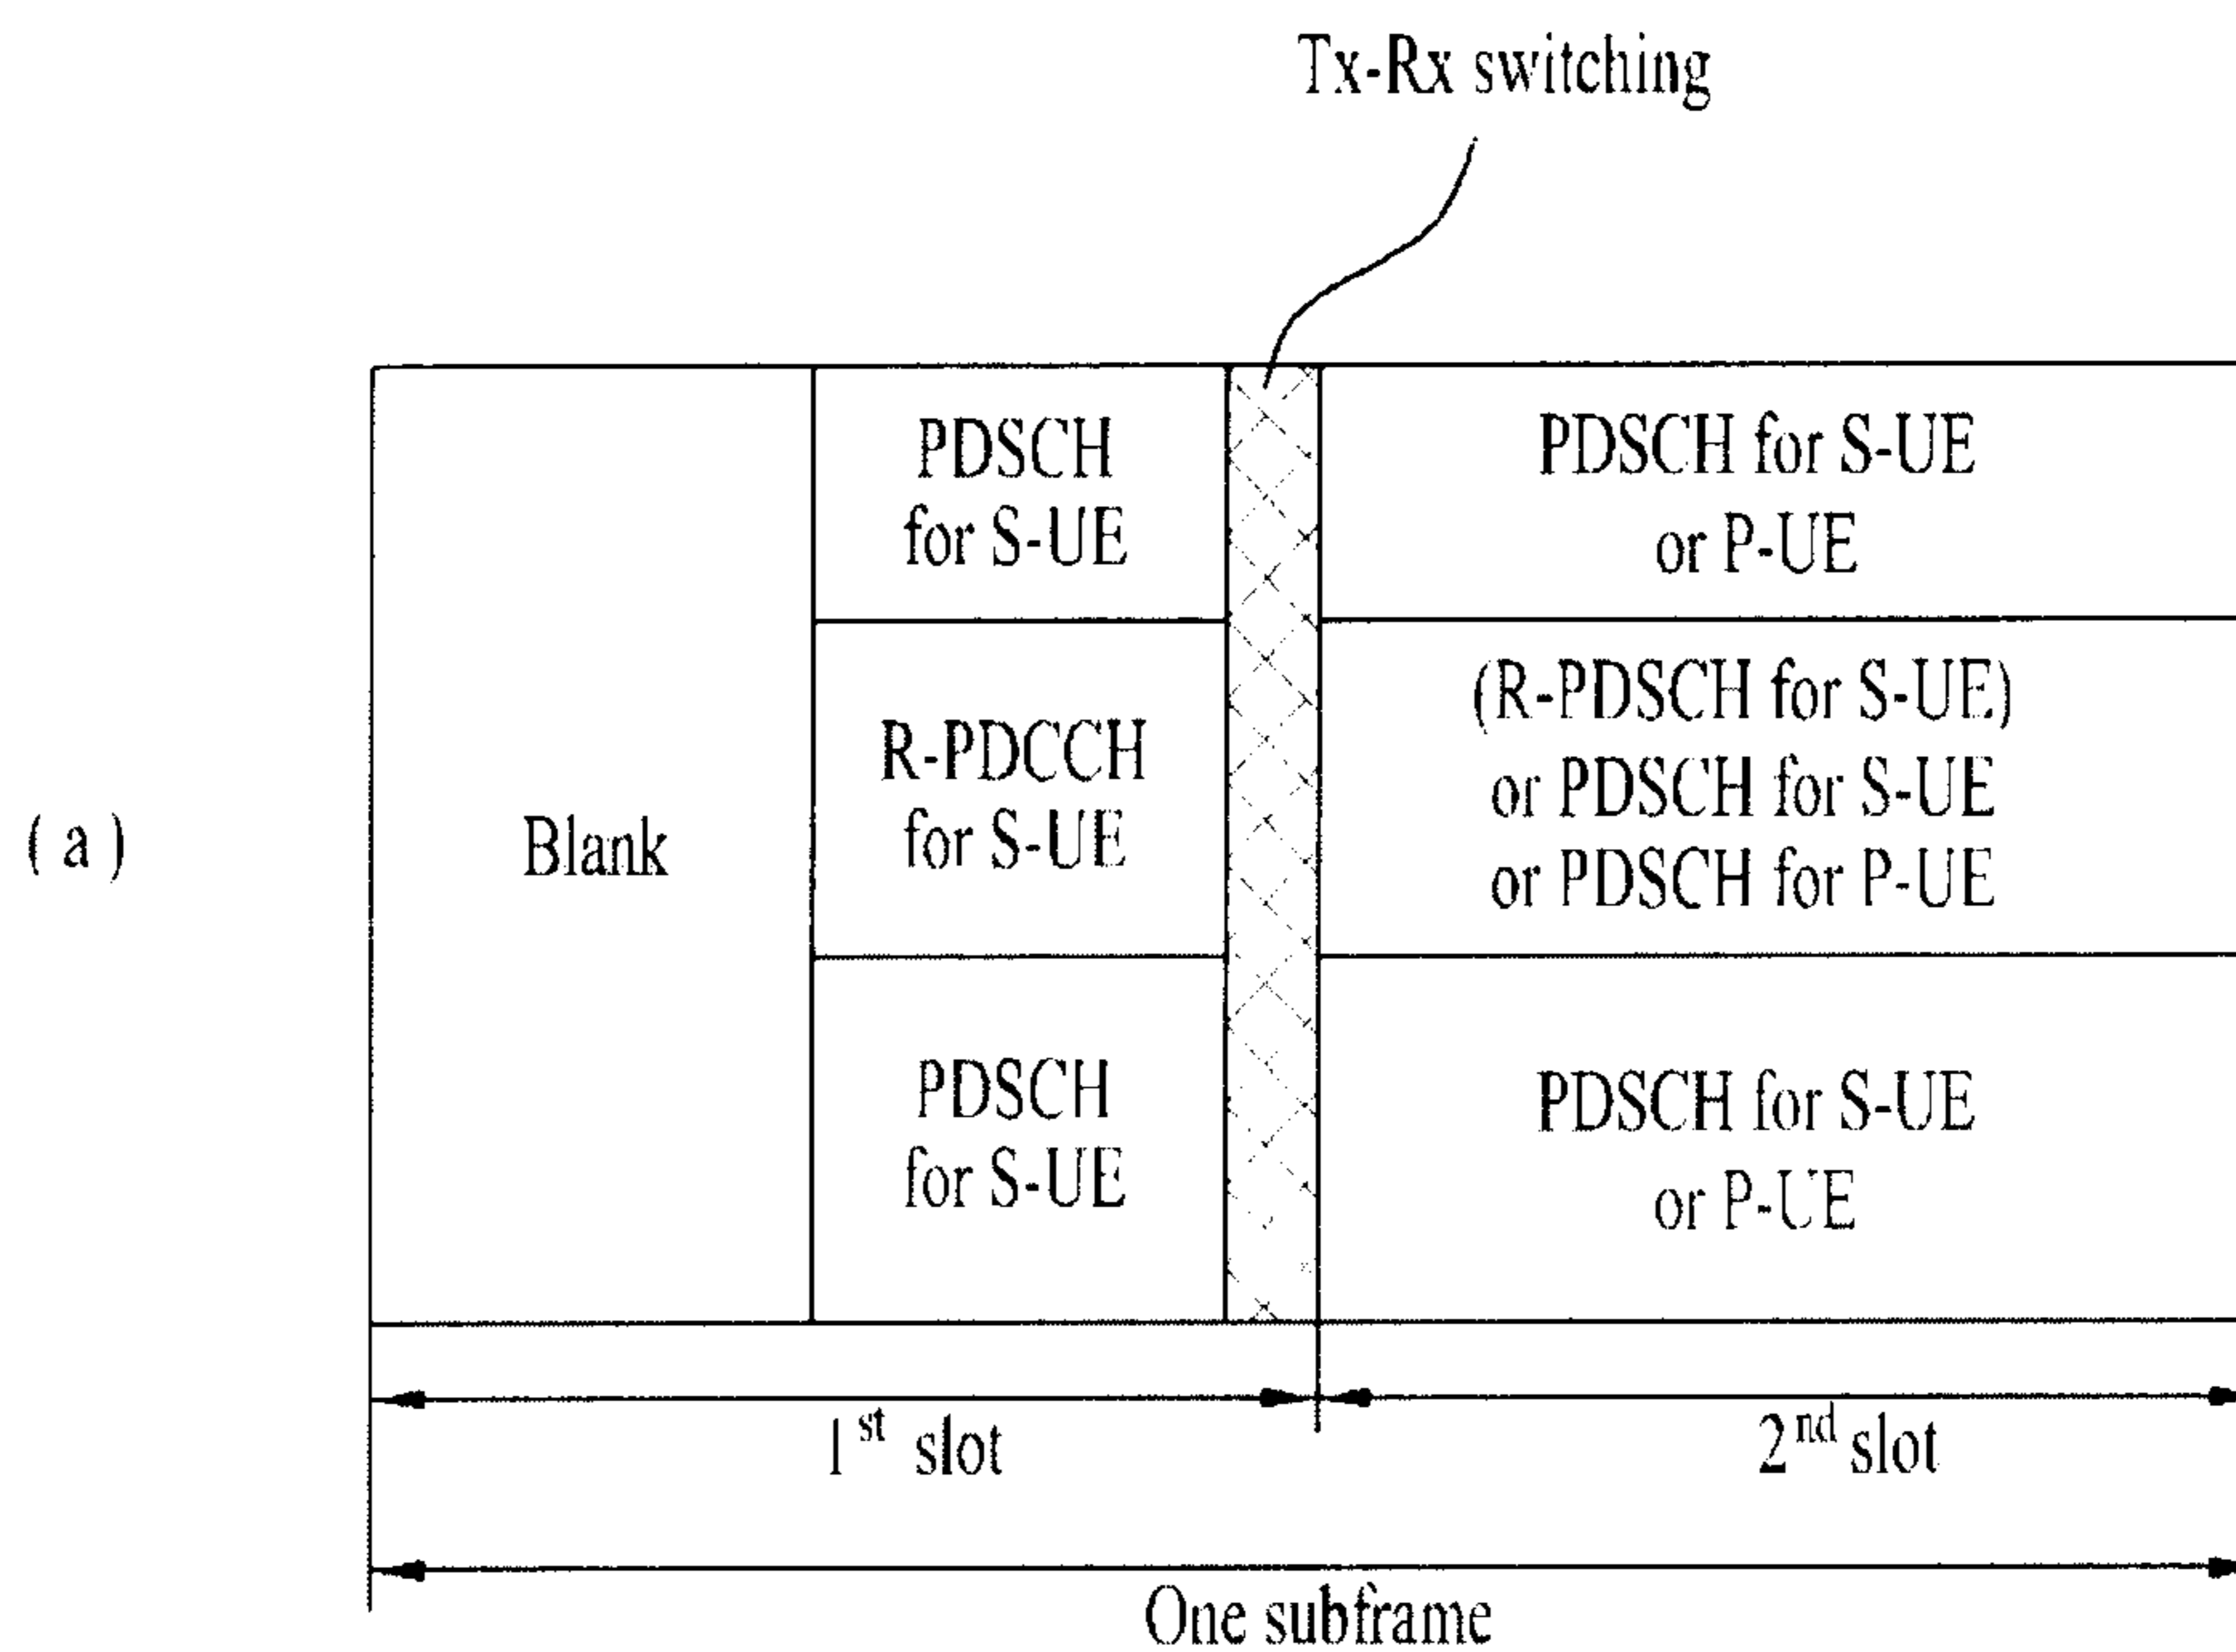 Tx-Rx switching
(a)
Blank
PDSCH
for S-UE
R-PDCCH
for S-UE
PDSCH
for S-UE
PDSCH for S-UE
or P-UE
(R-PDSCH for S-UE)
or PDSCH for S-UE
or PDSCH for P-UE
PDSCH for S-UE
or P-UE
1st slot
2nd slot
One subframe